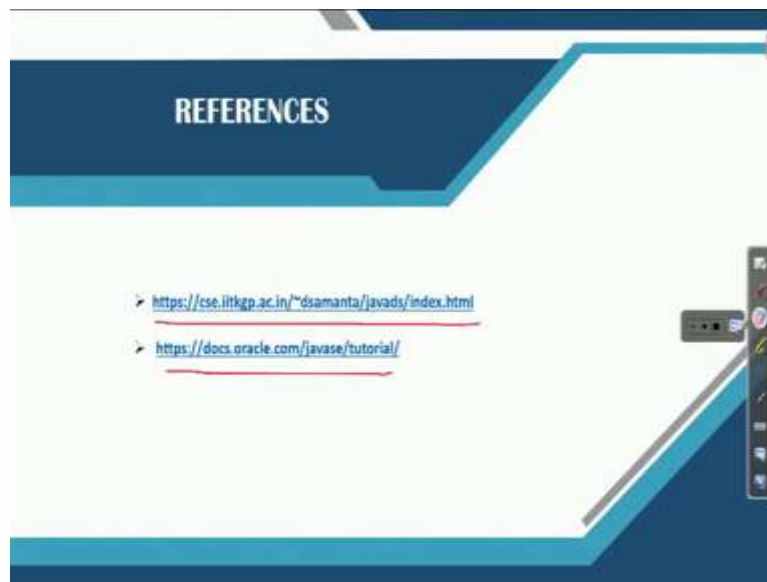 REFERENCES
➢ https://cse.iitkgp.ac.in/~dsamanta/javads/index.html
➢ https://docs.oracle.com/javase/tutorial/